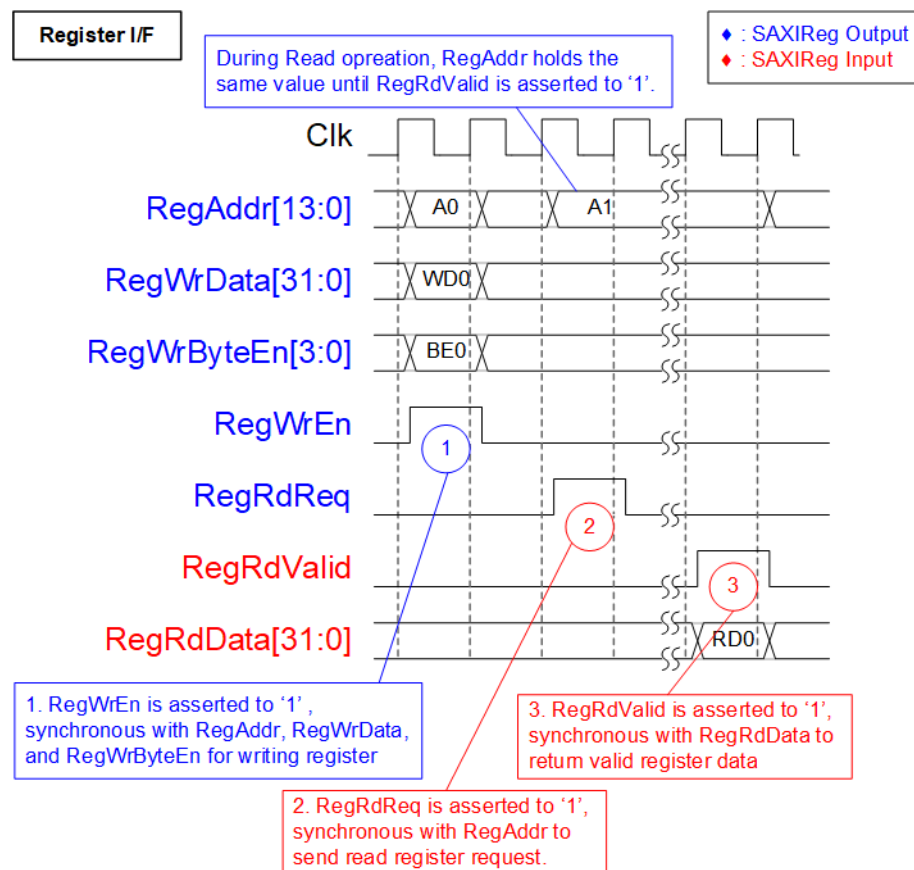 Register I/F
♦ : SAXIReg Output
♦ : SAXIReg Input
During Read opreation, RegAddr holds the
same value until RegRdValid is asserted to ‘1’.
Clk
RegAddr[13:0]
A0
A1
RegWrData[31:0]
WD0
RegWrByteEn[3:0]
BE0
RegWrEn
1
RegRdReq
2
RegRdValid
3
RegRdData[31:0]
RD0
1. RegWrEn is asserted to ‘1’ ,
synchronous with RegAddr, RegWrData,
and RegWrByteEn for writing register
3. RegRdValid is asserted to ‘1’,
synchronous with RegRdData to
return valid register data
2. RegRdReq is asserted to ‘1’,
synchronous with RegAddr to
send read register request.